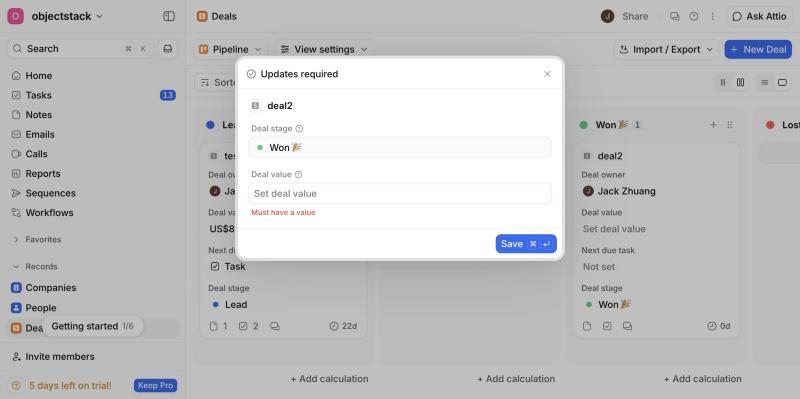 objectstack
Deals
Share
Ask Attio
Search ⌘ K
Pipeline
View settings
Import / Export
+ New Deal
Home
Tasks 13
Notes
Emails
Calls
Reports
Sequences
Workflows
Favorites
Records
Companies
People
Getting started 1/6
Invite members
5 days left on trial!
Keep Pro
Updates required
deal2
Deal stage
Won🎉
Deal value
Set deal value
Must have a value
Save ⌘ ↵
Next du
Task
Deal stage
Lead
1 2 22d
+ Add calculation
+ Add calculation
Won🎉 1
deal2
Deal owner
J Jack Zhuang
Deal value
Set deal value
Next due task
Not set
Deal stage
Won🎉
0d
+ Add calculation
Lost